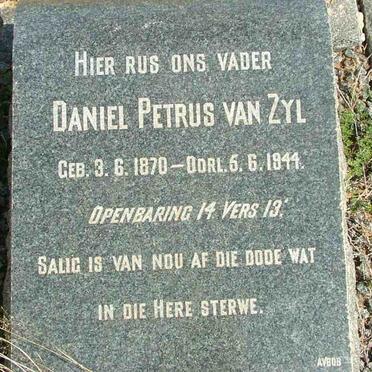 HIER RUS ONS VADER
DANIEL PETRUS VAN ZYL
GEB. 3. 6. 1870 — OORL. 5. 6. 1944.
OPENBARING 14 VERS 13.
SALIG IS VAN NOU AF DIE DODE WAT
IN DIE HERE STERWE.
AVBOB